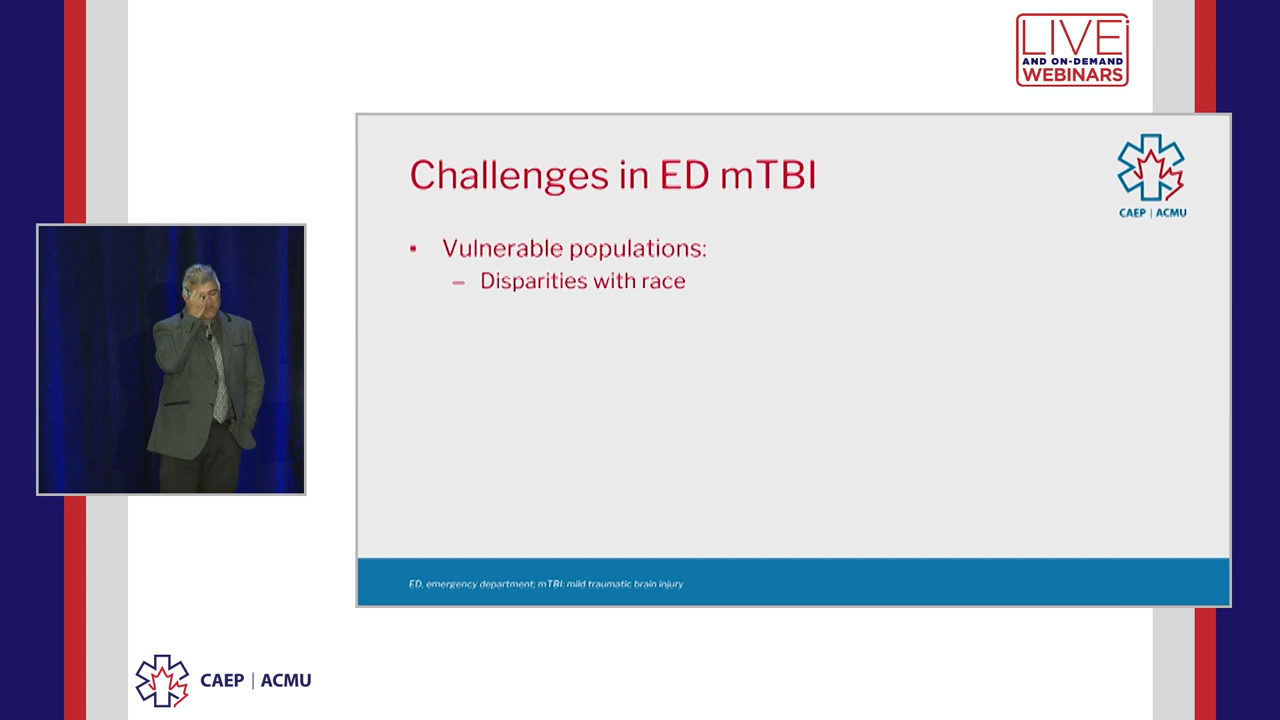 LIVE
AND ON-DEMAND
WEBINARS
Challenges in ED mTBI
CAEP | ACMU
• Vulnerable populations:
– Disparities with race
ED, emergency department; mTBI: mild traumatic brain injury
CAEP | ACMU